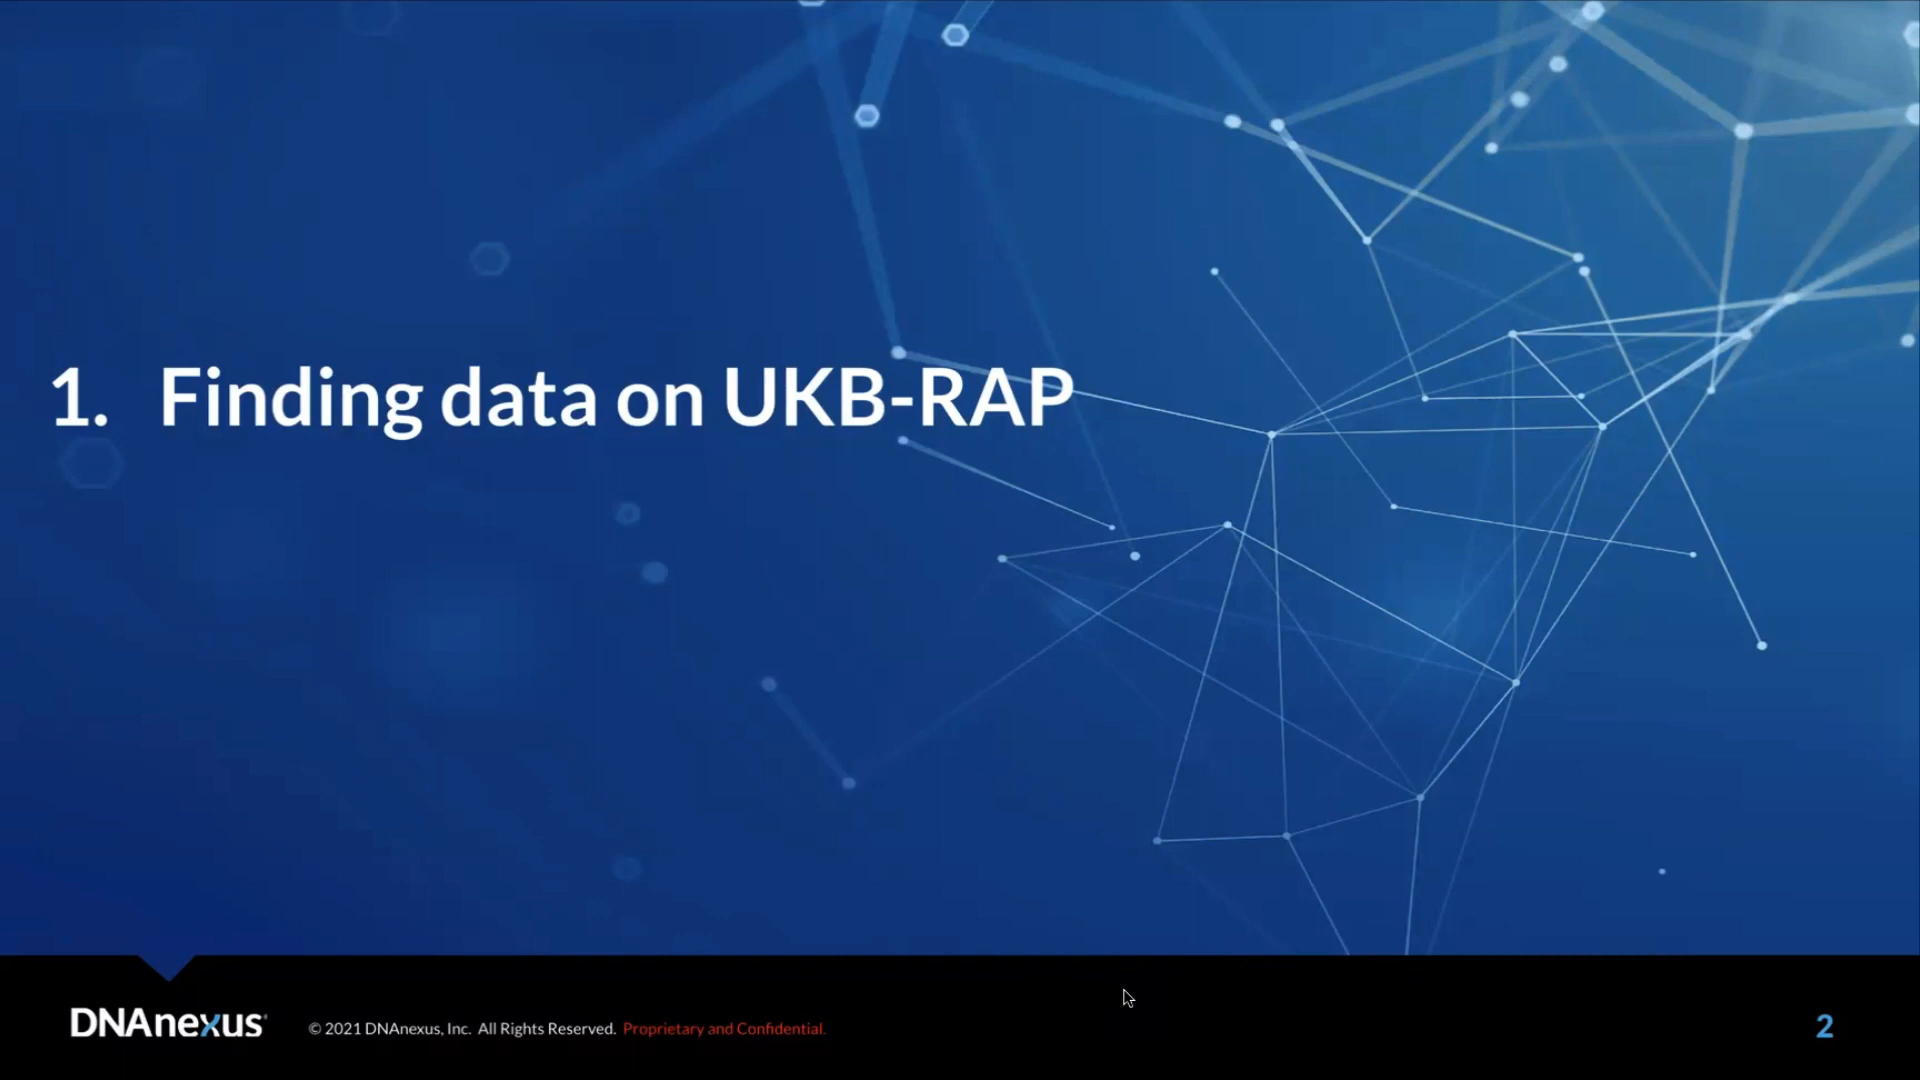 1. Finding data on UKB-RAP
DNAnexus
© 2021 DNAnexus, Inc. All Rights Reserved. Proprietary and Confidential.
2